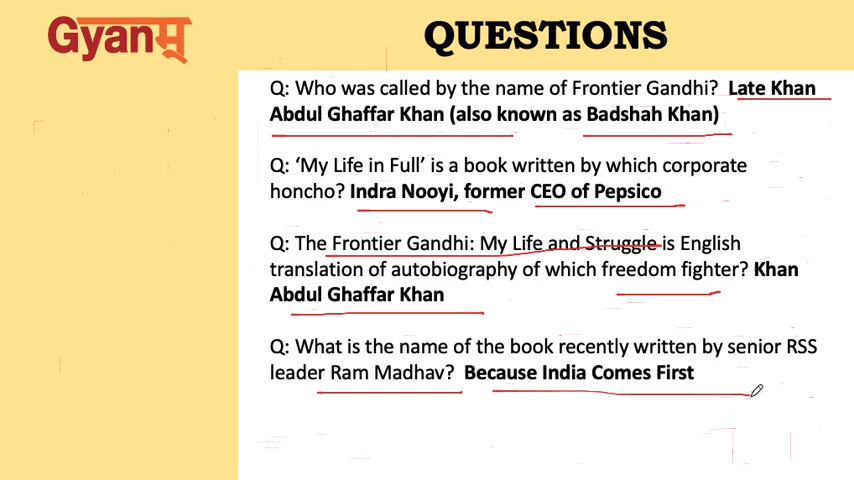 Gyanम्
QUESTIONS
Q: Who was called by the name of Frontier Gandhi? Late Khan
Abdul Ghaffar Khan (also known as Badshah Khan)
Q: ‘My Life in Full’ is a book written by which corporate
honcho? Indra Nooyi, former CEO of Pepsico
Q: The Frontier Gandhi: My Life and Struggle is English
translation of autobiography of which freedom fighter? Khan
Abdul Ghaffar Khan
Q: What is the name of the book recently written by senior RSS
leader Ram Madhav? Because India Comes First